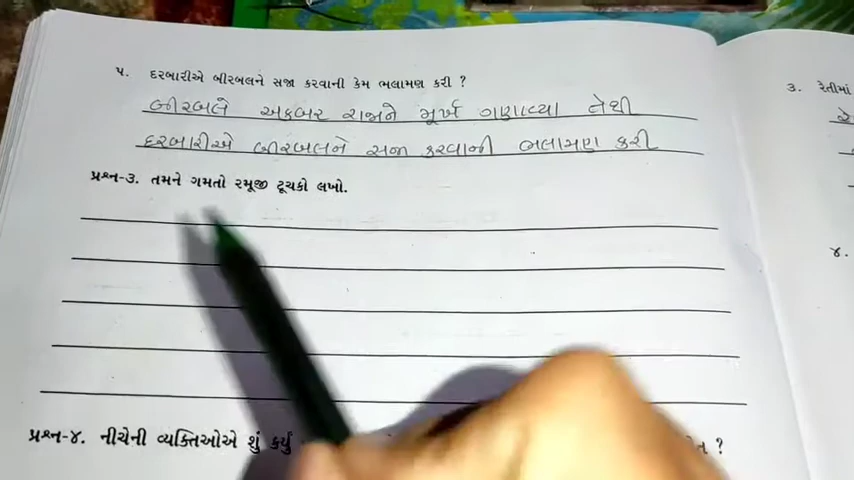 ૫. દરબારીએ બીરબલને સજા કરવાની કેમ ભલામણ કરી ?
બીરબલે અકબર રાજાને મૂર્ખ ગણાવ્યા તેથી
દરબારીએ બીરબલને સજા કરવાની ભલામણ કરી
પ્રશ્ન-૩. તમને ગમતો રમૂજી ટૂચકો લખો.
પ્રશ્ન-૪. નીચેની વ્યક્તિઓએ શું કર્યું
૩. રેતીમાં
૪.